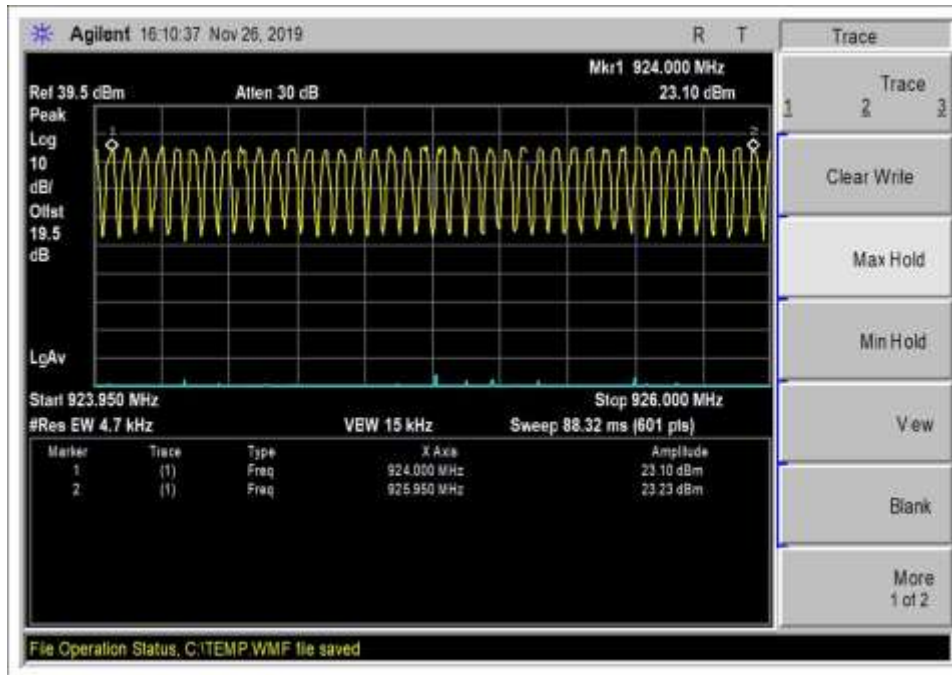 Agilent 16:10:37 Nov 26, 2019 R T
Trace
Mkr1 924.000 MHz
Ref 39.5 dBm Atten 30 dB 23.10 dBm
Peak
Log
10
dB/
Offst
19.5
dB
LgAv
1
2
Start 923.950 MHz Stop 926.000 MHz
#Res BW 4.7 kHz VBW 15 kHz Sweep 88.32 ms (601 pts)
Marker Trace Type X Axis Amplitude
1 (1) Freq 924.000 MHz 23.10 dBm
2 (1) Freq 925.950 MHz 23.23 dBm
File Operation Status, C:\TEMP.WMF file saved
Trace
1 2 3
Clear Write
Max Hold
Min Hold
View
Blank
More
1 of 2